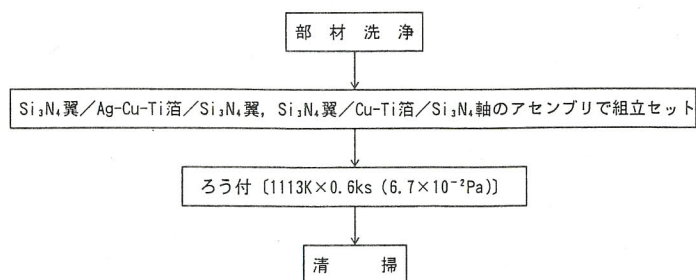 部材洗浄
Si₃N₄翼／Ag-Cu-Ti箔／Si₃N₄翼, Si₃N₄翼／Cu-Ti箔／Si₃N₄軸のアセンブリで組立セット
ろう付〔1113K×0.6ks (6.7×10⁻²Pa)〕
清掃